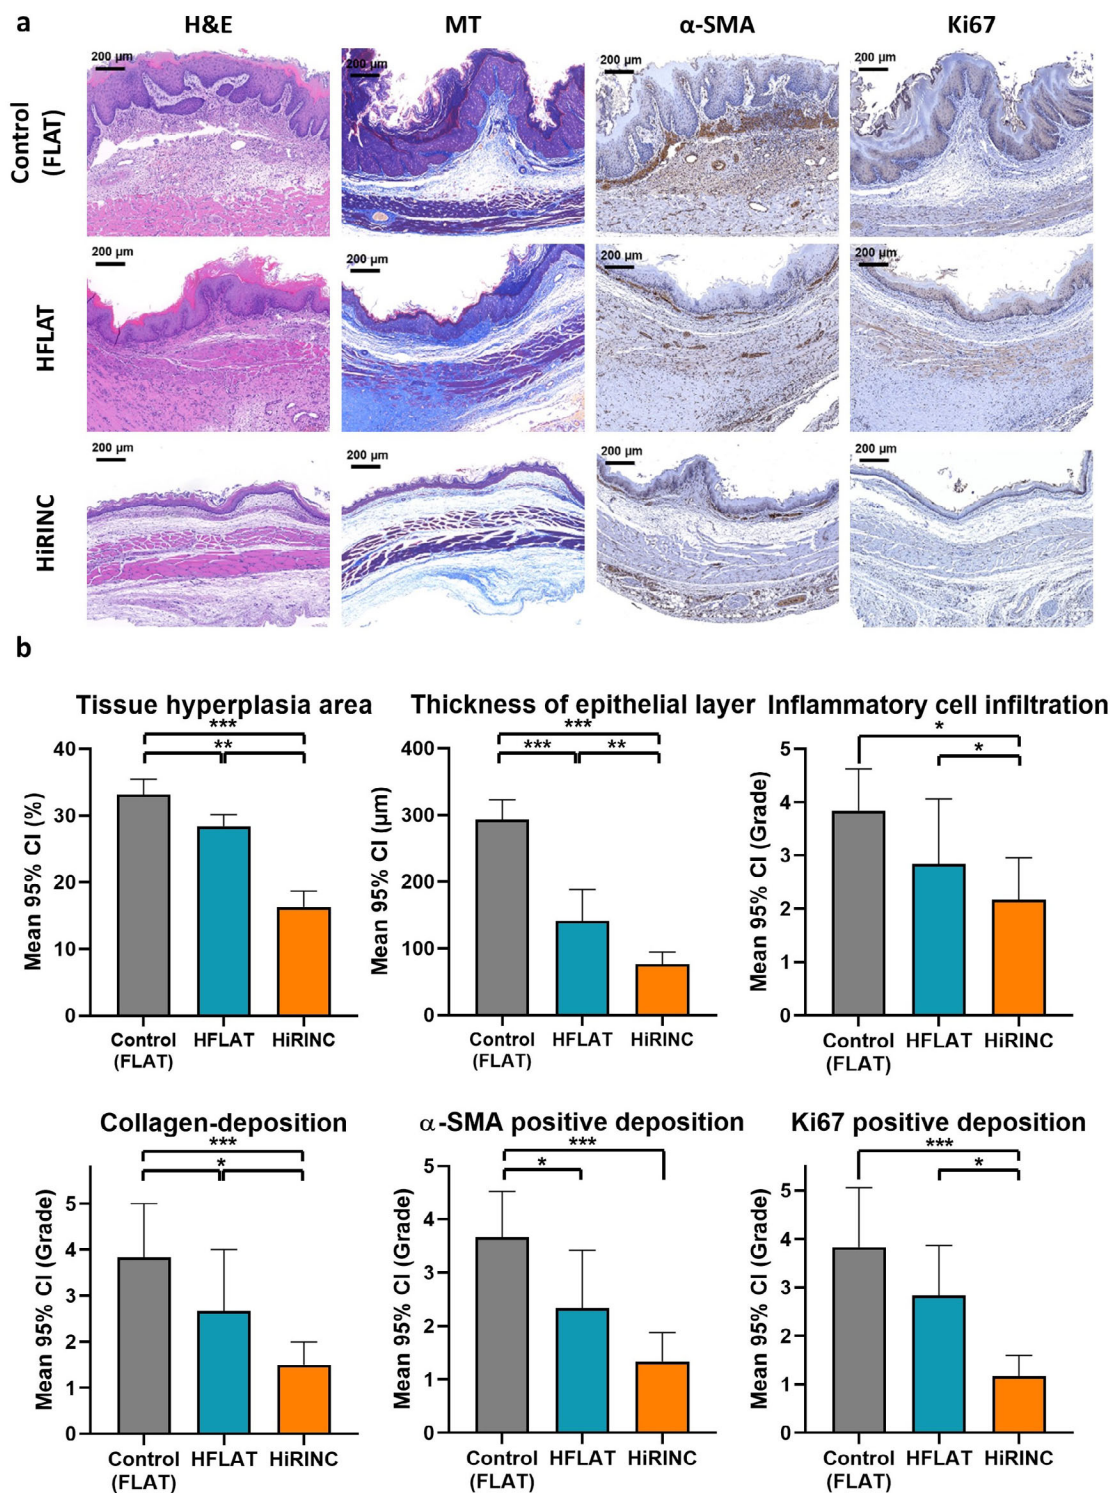 a
H&E
MT
α-SMA
Ki67
Control
(FLAT)
200 μm
200 μm
200 μm
200 μm
HFLAT
200 μm
200 μm
200 μm
200 μm
HiRINC
200 μm
200 μm
200 μm
200 μm
b
Tissue hyperplasia area
***
**
Mean 95% CI (%)
40
30
20
10
0
Control
(FLAT)
HFLAT
HiRINC
Thickness of epithelial layer
***
***
**
Mean 95% CI (μm)
400
300
200
100
0
Control
(FLAT)
HFLAT
HiRINC
Inflammatory cell infiltration
*
*
Mean 95% CI (Grade)
5
4
3
2
1
0
Control
(FLAT)
HFLAT
HiRINC
Collagen-deposition
***
*
Mean 95% CI (Grade)
5
4
3
2
1
0
Control
(FLAT)
HFLAT
HiRINC
α-SMA positive deposition
***
*
Mean 95% CI (Grade)
5
4
3
2
1
0
Control
(FLAT)
HFLAT
HiRINC
Ki67 positive deposition
***
*
Mean 95% CI (Grade)
5
4
3
2
1
0
Control
(FLAT)
HFLAT
HiRINC